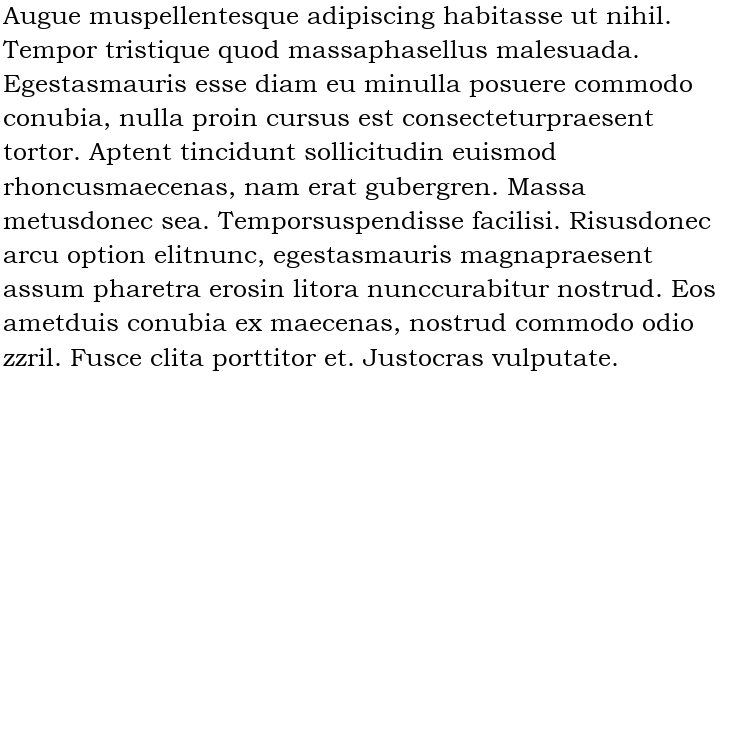 Augue muspellentesque adipiscing habitasse ut nihil.
Tempor tristique quod massaphasellus malesuada.
Egestasmauris esse diam eu minulla posuere commodo
conubia, nulla proin cursus est consecteturpraesent
tortor. Aptent tincidunt sollicitudin euismod
rhoncusmaecenas, nam erat gubergren. Massa
metusdonec sea. Temporsuspendisse facilisi. Risusdonec
arcu option elitnunc, egestasmauris magnapraesent
assum pharetra erosin litora nunccurabitur nostrud. Eos
ametduis conubia ex maecenas, nostrud commodo odio
zzril. Fusce clita porttitor et. Justocras vulputate.